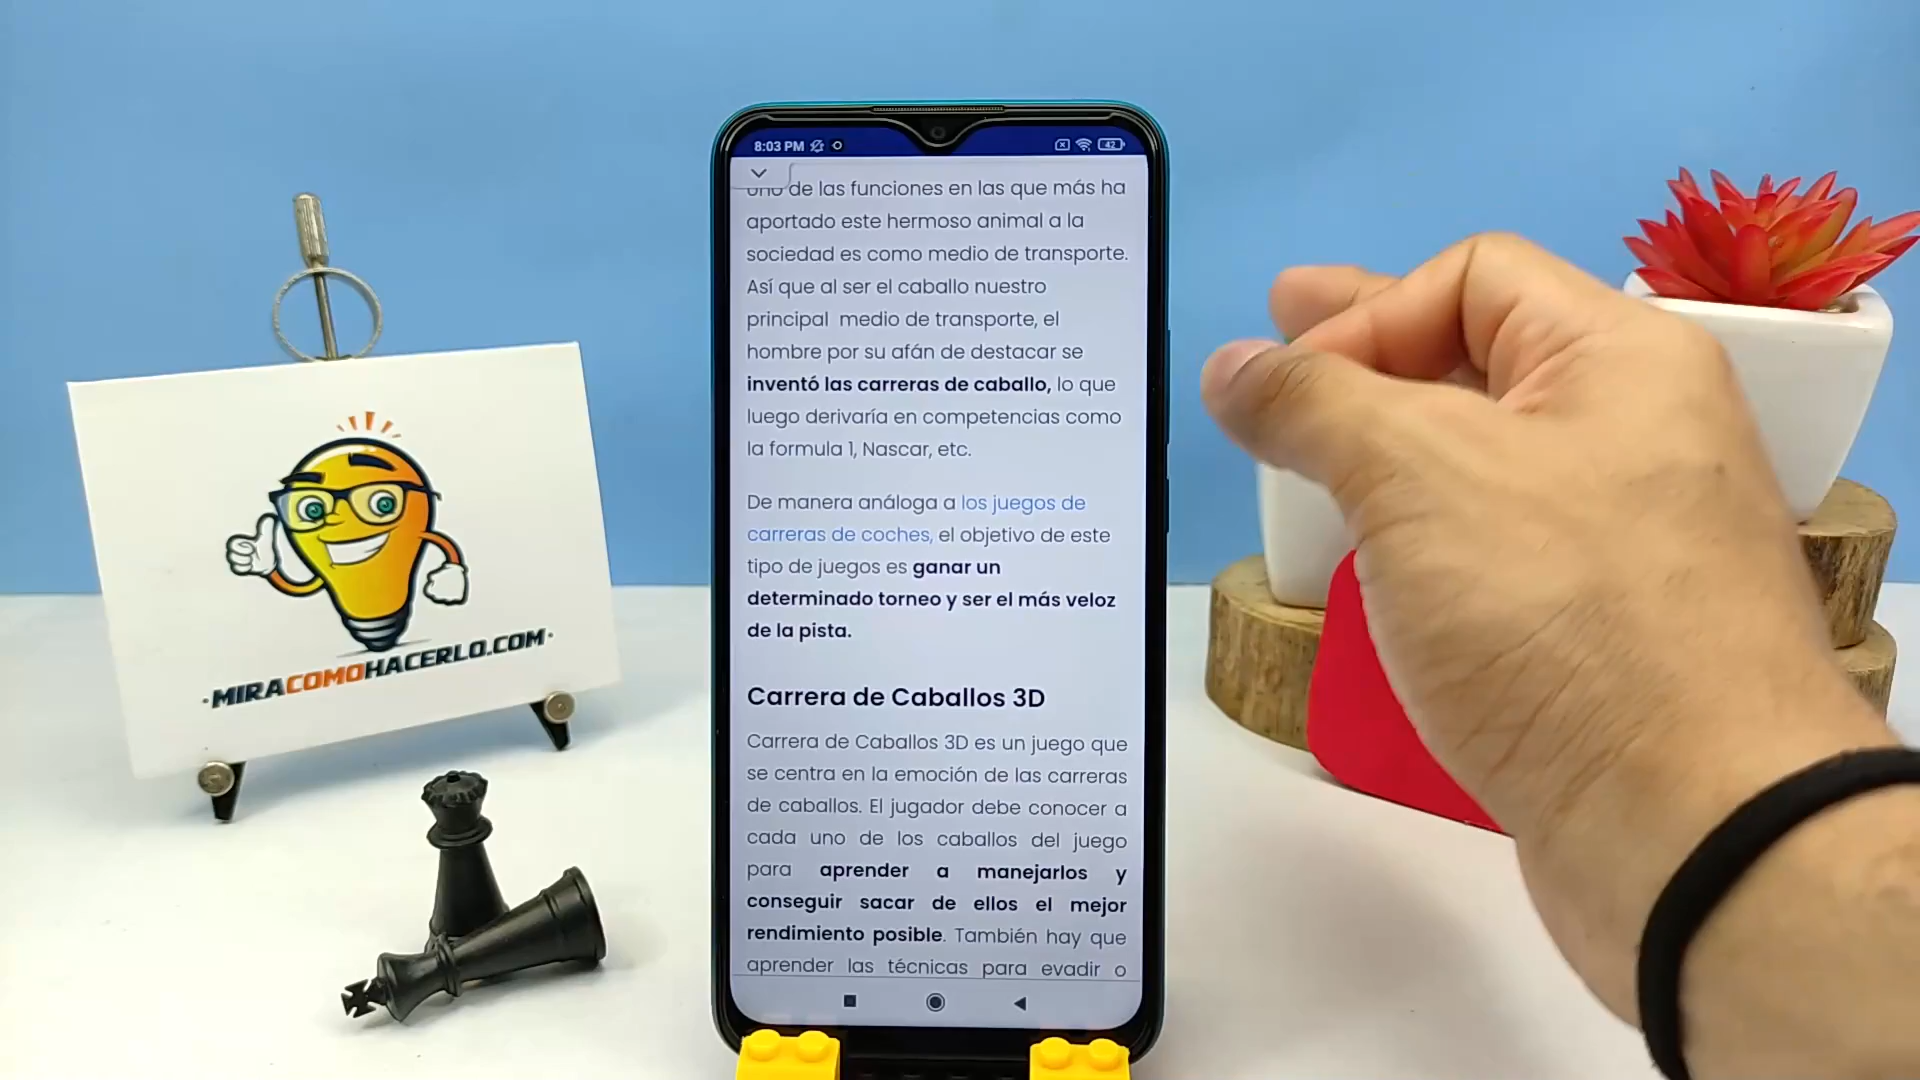 8:03 PM
42
uno de las funciones en las que más ha
aportado este hermoso animal a la
sociedad es como medio de transporte.
Así que al ser el caballo nuestro
principal medio de transporte, el
hombre por su afán de destacar se
inventó las carreras de caballo, lo que
luego derivaría en competencias como
la formula 1, Nascar, etc.
De manera análoga a los juegos de
carreras de coches, el objetivo de este
tipo de juegos es ganar un
determinado torneo y ser el más veloz
de la pista.
Carrera de Caballos 3D
Carrera de Caballos 3D es un juego que
se centra en la emoción de las carreras
de caballos. El jugador debe conocer a
cada uno de los caballos del juego
para aprender a manejarlos y
conseguir sacar de ellos el mejor
rendimiento posible. También hay que
aprender las técnicas para evadir o
·MIRACOMOHACERLO.COM·